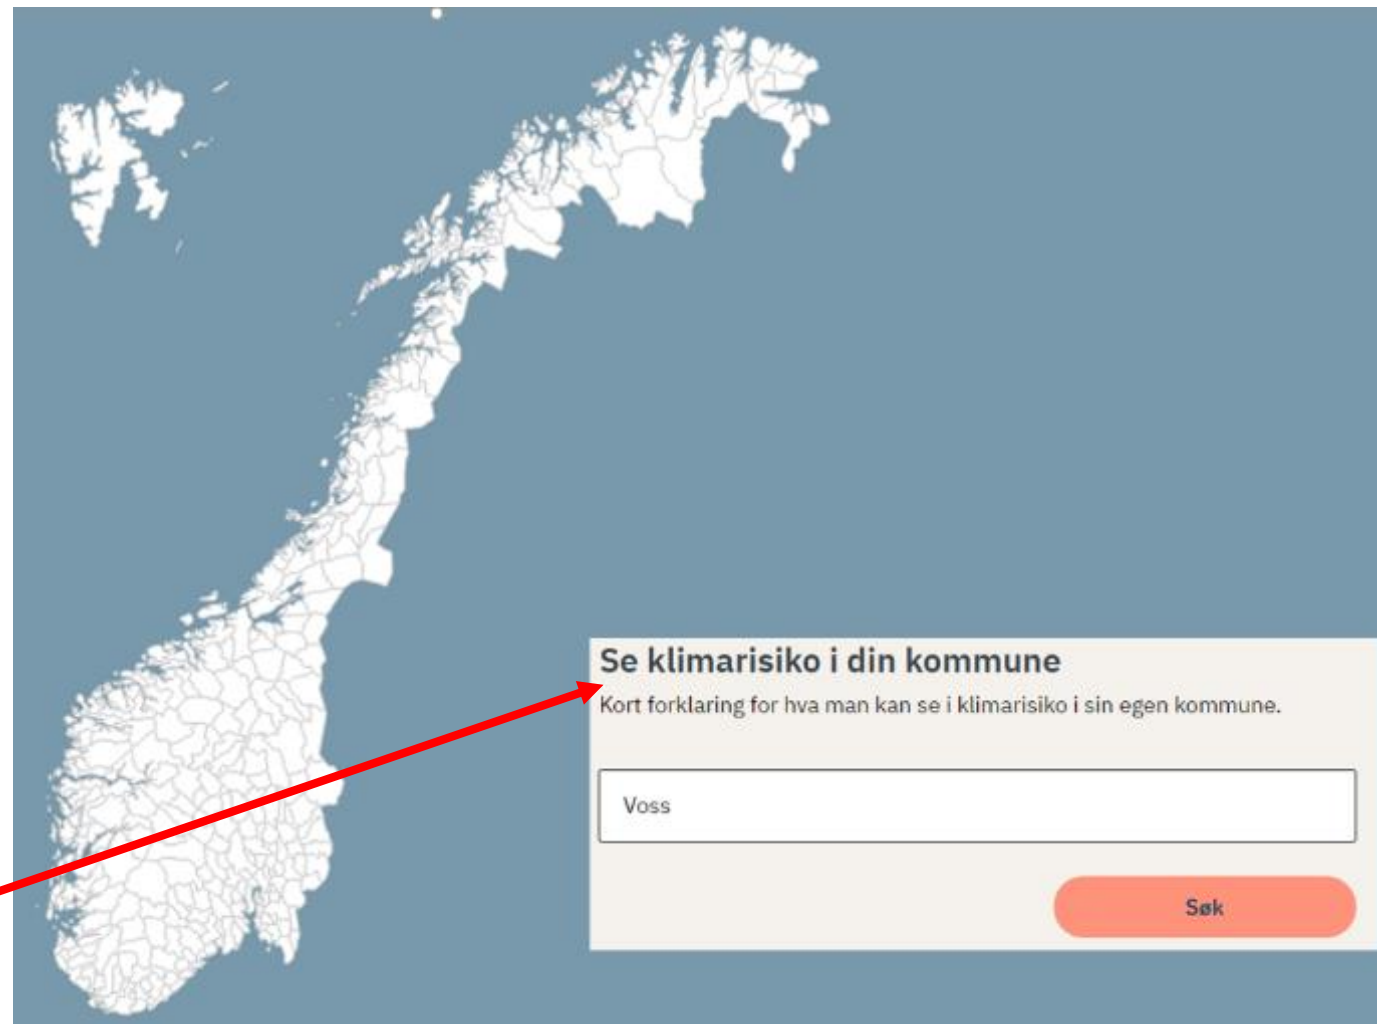 Se klimarisiko i din kommune
Kort forklaring for hva man kan se i klimarisiko i sin egen kommune.
Voss
Søk